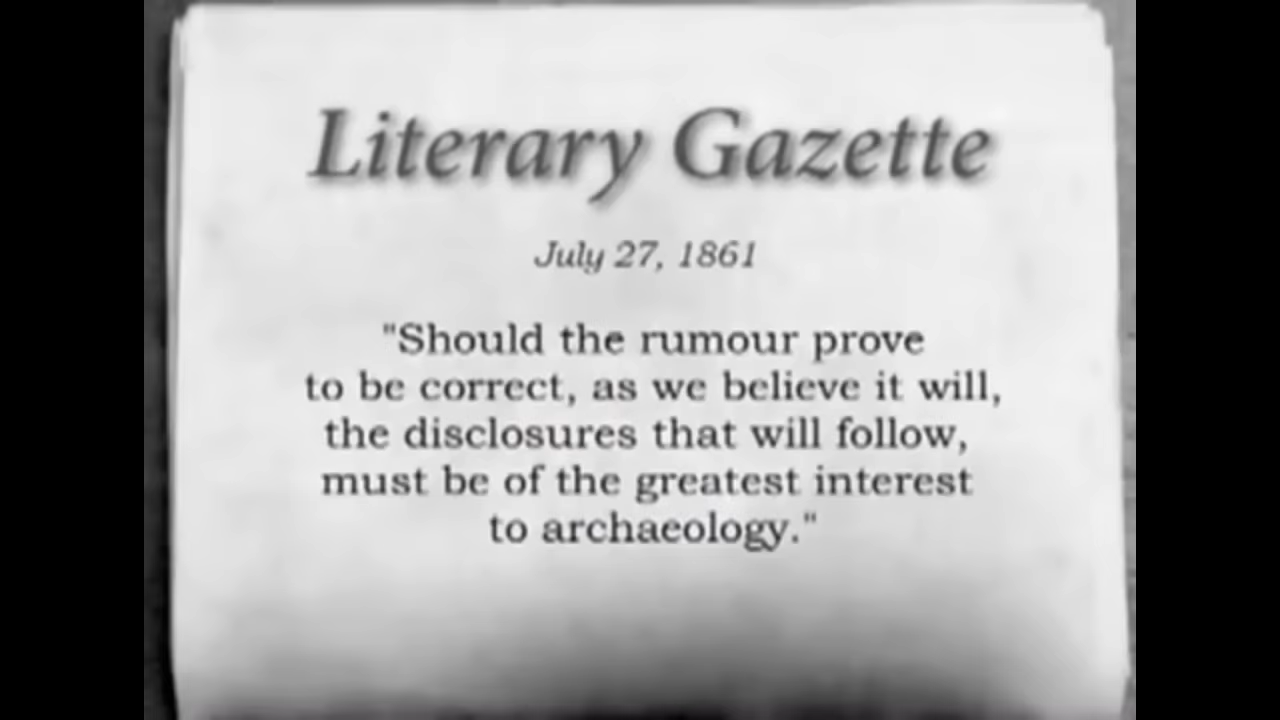 Literary Gazette
July 27, 1861
"Should the rumour prove
to be correct, as we believe it will,
the disclosures that will follow,
must be of the greatest interest
to archaeology."